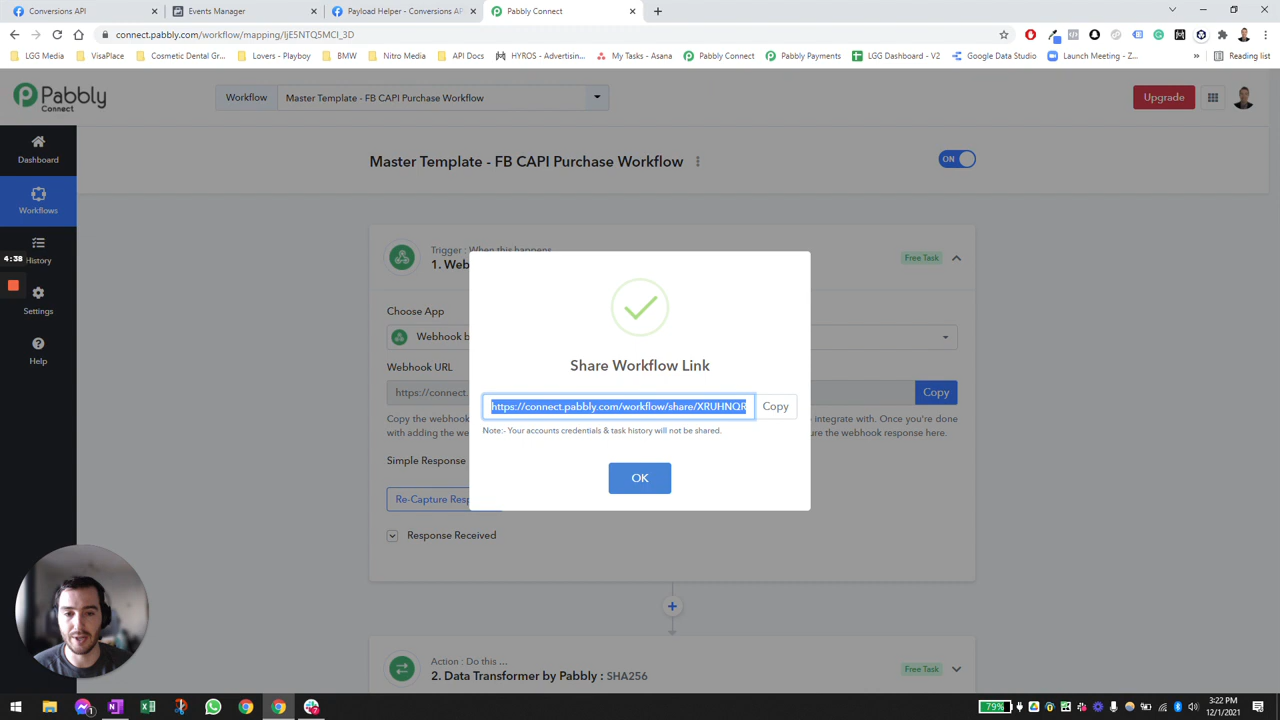 Conversions API
Events Manager
Payload Helper - Conversions API
Pabbly Connect
connect.pabbly.com/workflow/mapping/IjE5NTQ5MCI_3D
LGG Media
VisaPlace
Cosmetic Dental Gr...
Lovers - Playboy
BMW
Nitro Media
API Docs
HYROS - Advertisin...
My Tasks - Asana
Pabbly Connect
Pabbly Payments
LGG Dashboard - V2
Google Data Studio
Launch Meeting - Z...
»
Reading list
Pabbly
Connect
Workflow
Master Template - FB CAPI Purchase Workflow
Upgrade
Dashboard
Workflows
4:38
History
Settings
Help
Master Template - FB CAPI Purchase Workflow
ON
Trigger : When this happens
1. Web
Free Task
Choose App
Webhook b
Webhook URL
https://connect.
Copy
Copy the webhook
integrate with. Once you're done
with adding the we
ure the webhook response here.
Simple Response
Re-Capture Resp
Response Received
Share Workflow Link
https://connect.pabbly.com/workflow/share/XRUHNQR
Copy
Note:- Your accounts credentials & task history will not be shared.
OK
Action : Do this ...
2. Data Transformer by Pabbly : SHA256
Free Task
79%
3:22 PM
12/1/2021